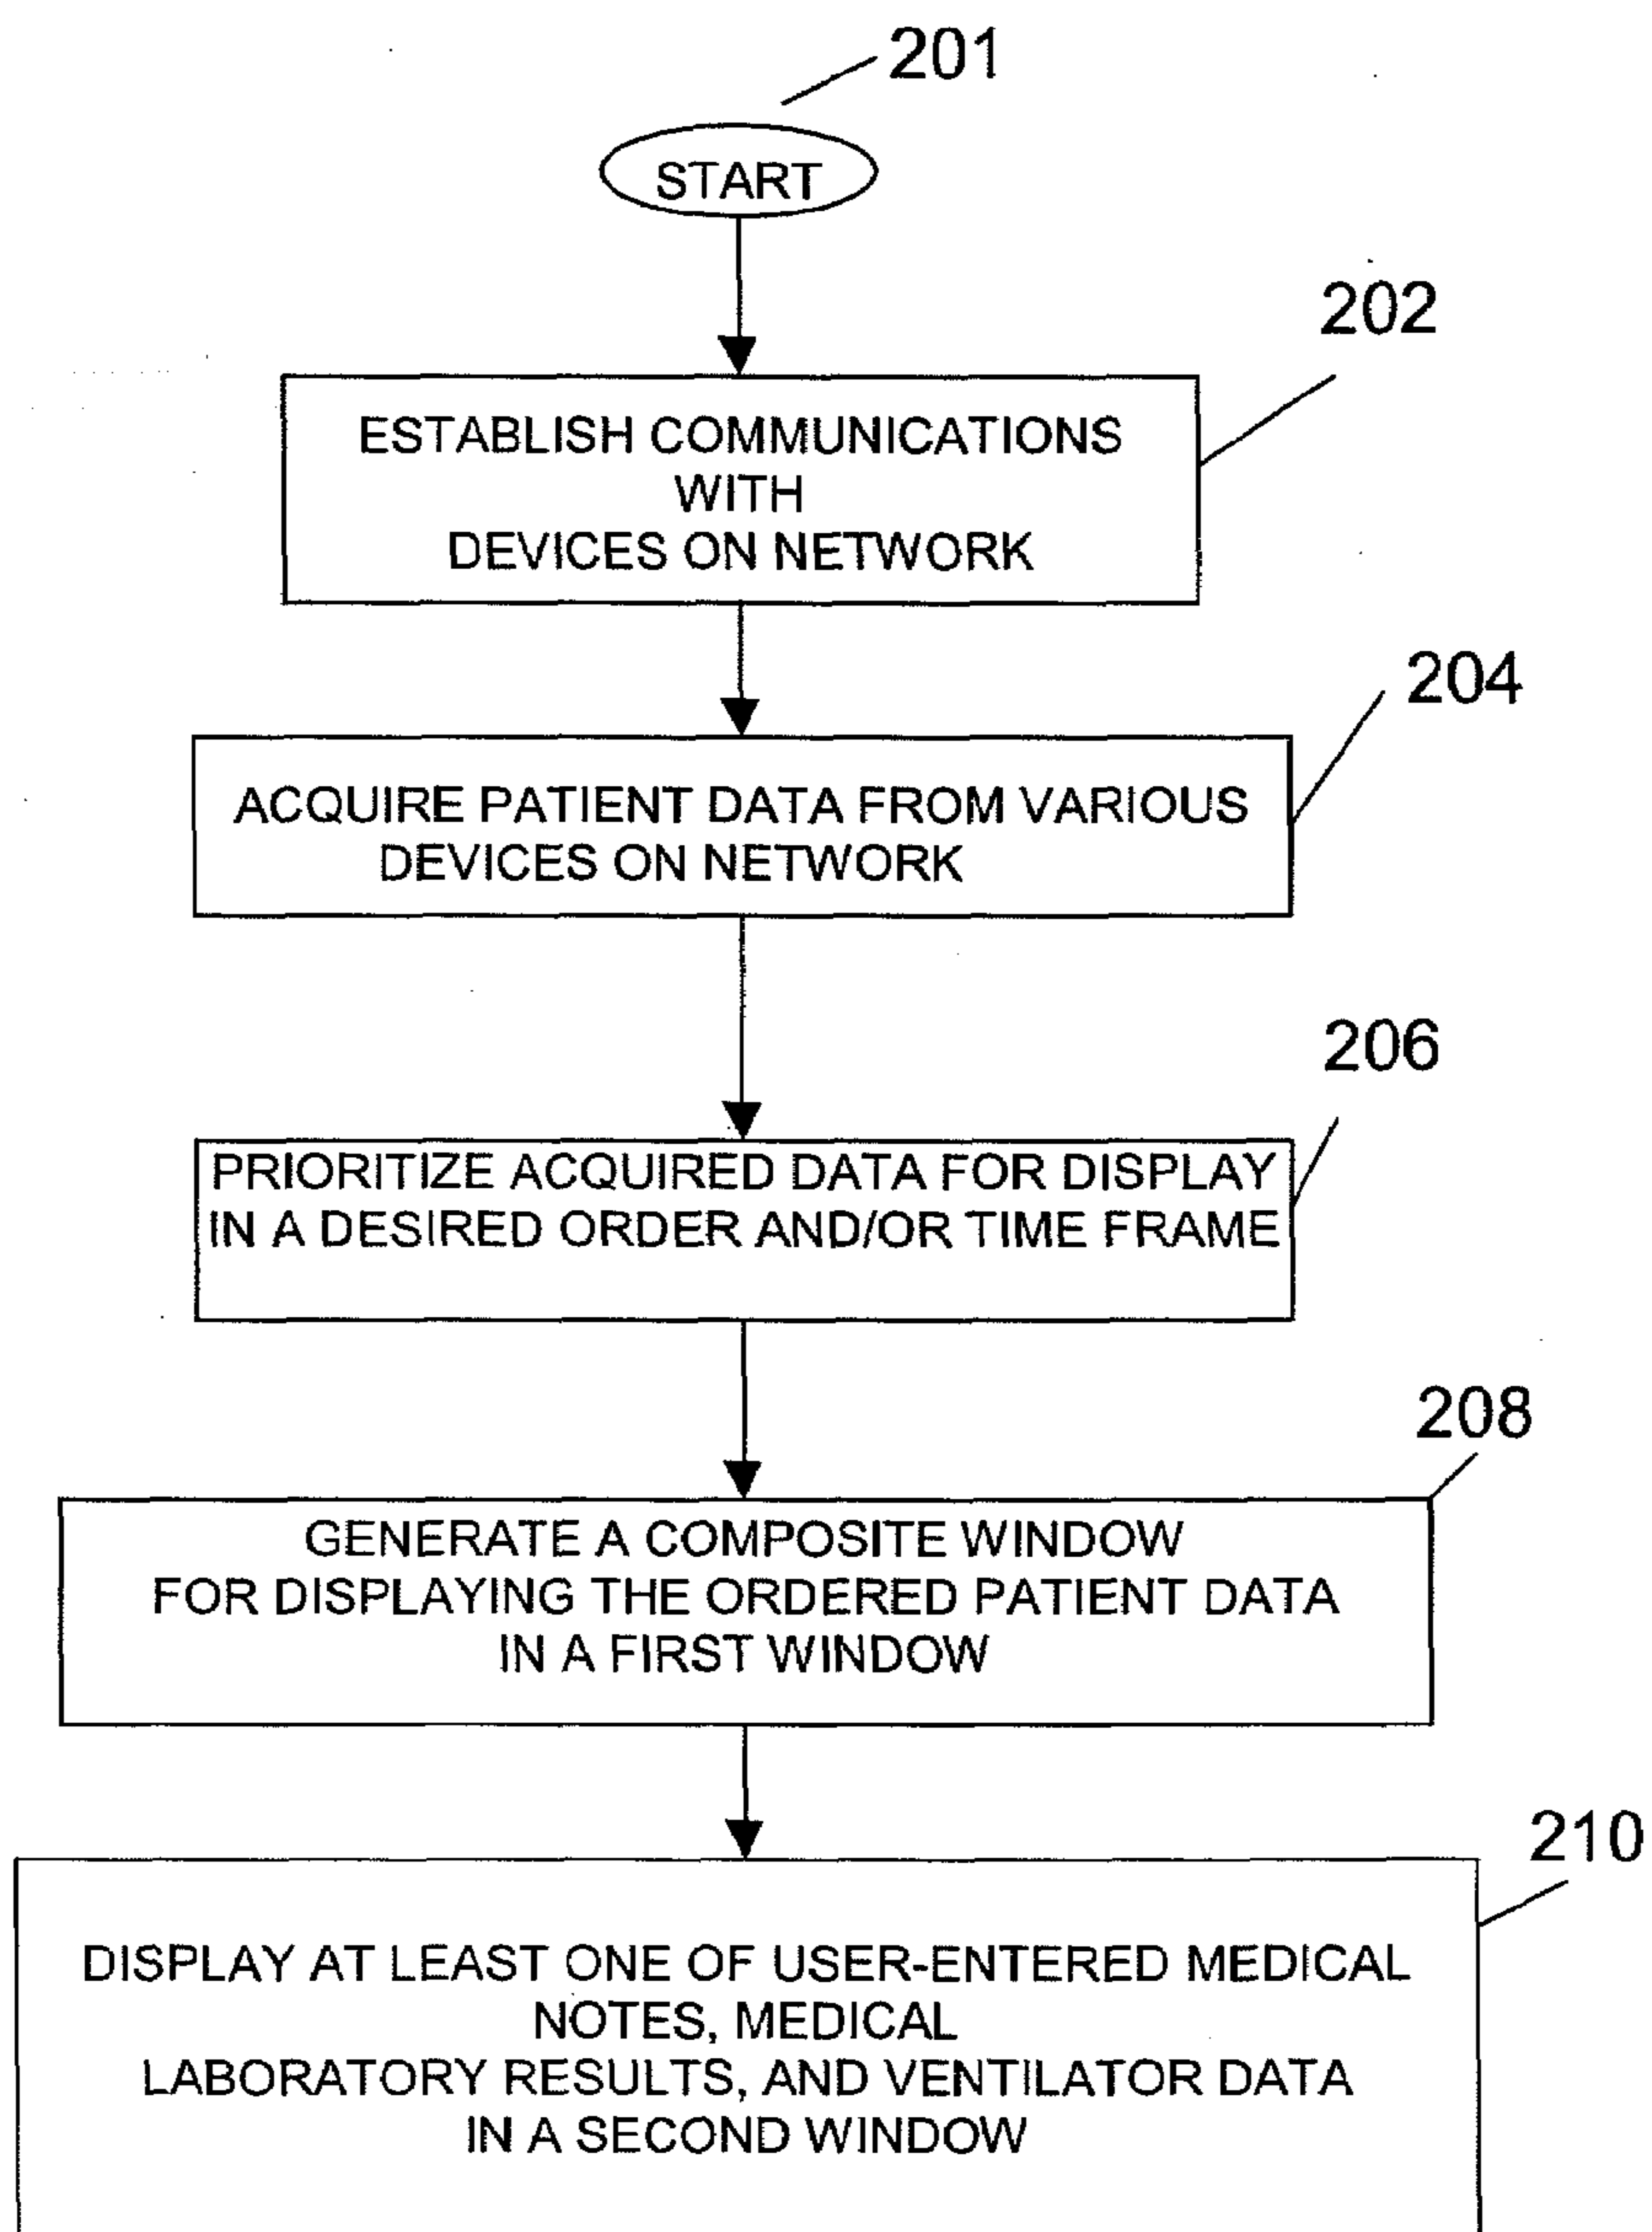 201
START
202
ESTABLISH COMMUNICATIONS
WITH
DEVICES ON NETWORK
204
ACQUIRE PATIENT DATA FROM VARIOUS
DEVICES ON NETWORK
206
PRIORITIZE ACQUIRED DATA FOR DISPLAY
IN A DESIRED ORDER AND/OR TIME FRAME
208
GENERATE A COMPOSITE WINDOW
FOR DISPLAYING THE ORDERED PATIENT DATA
IN A FIRST WINDOW
210
DISPLAY AT LEAST ONE OF USER-ENTERED MEDICAL
NOTES, MEDICAL
LABORATORY RESULTS, AND VENTILATOR DATA
IN A SECOND WINDOW